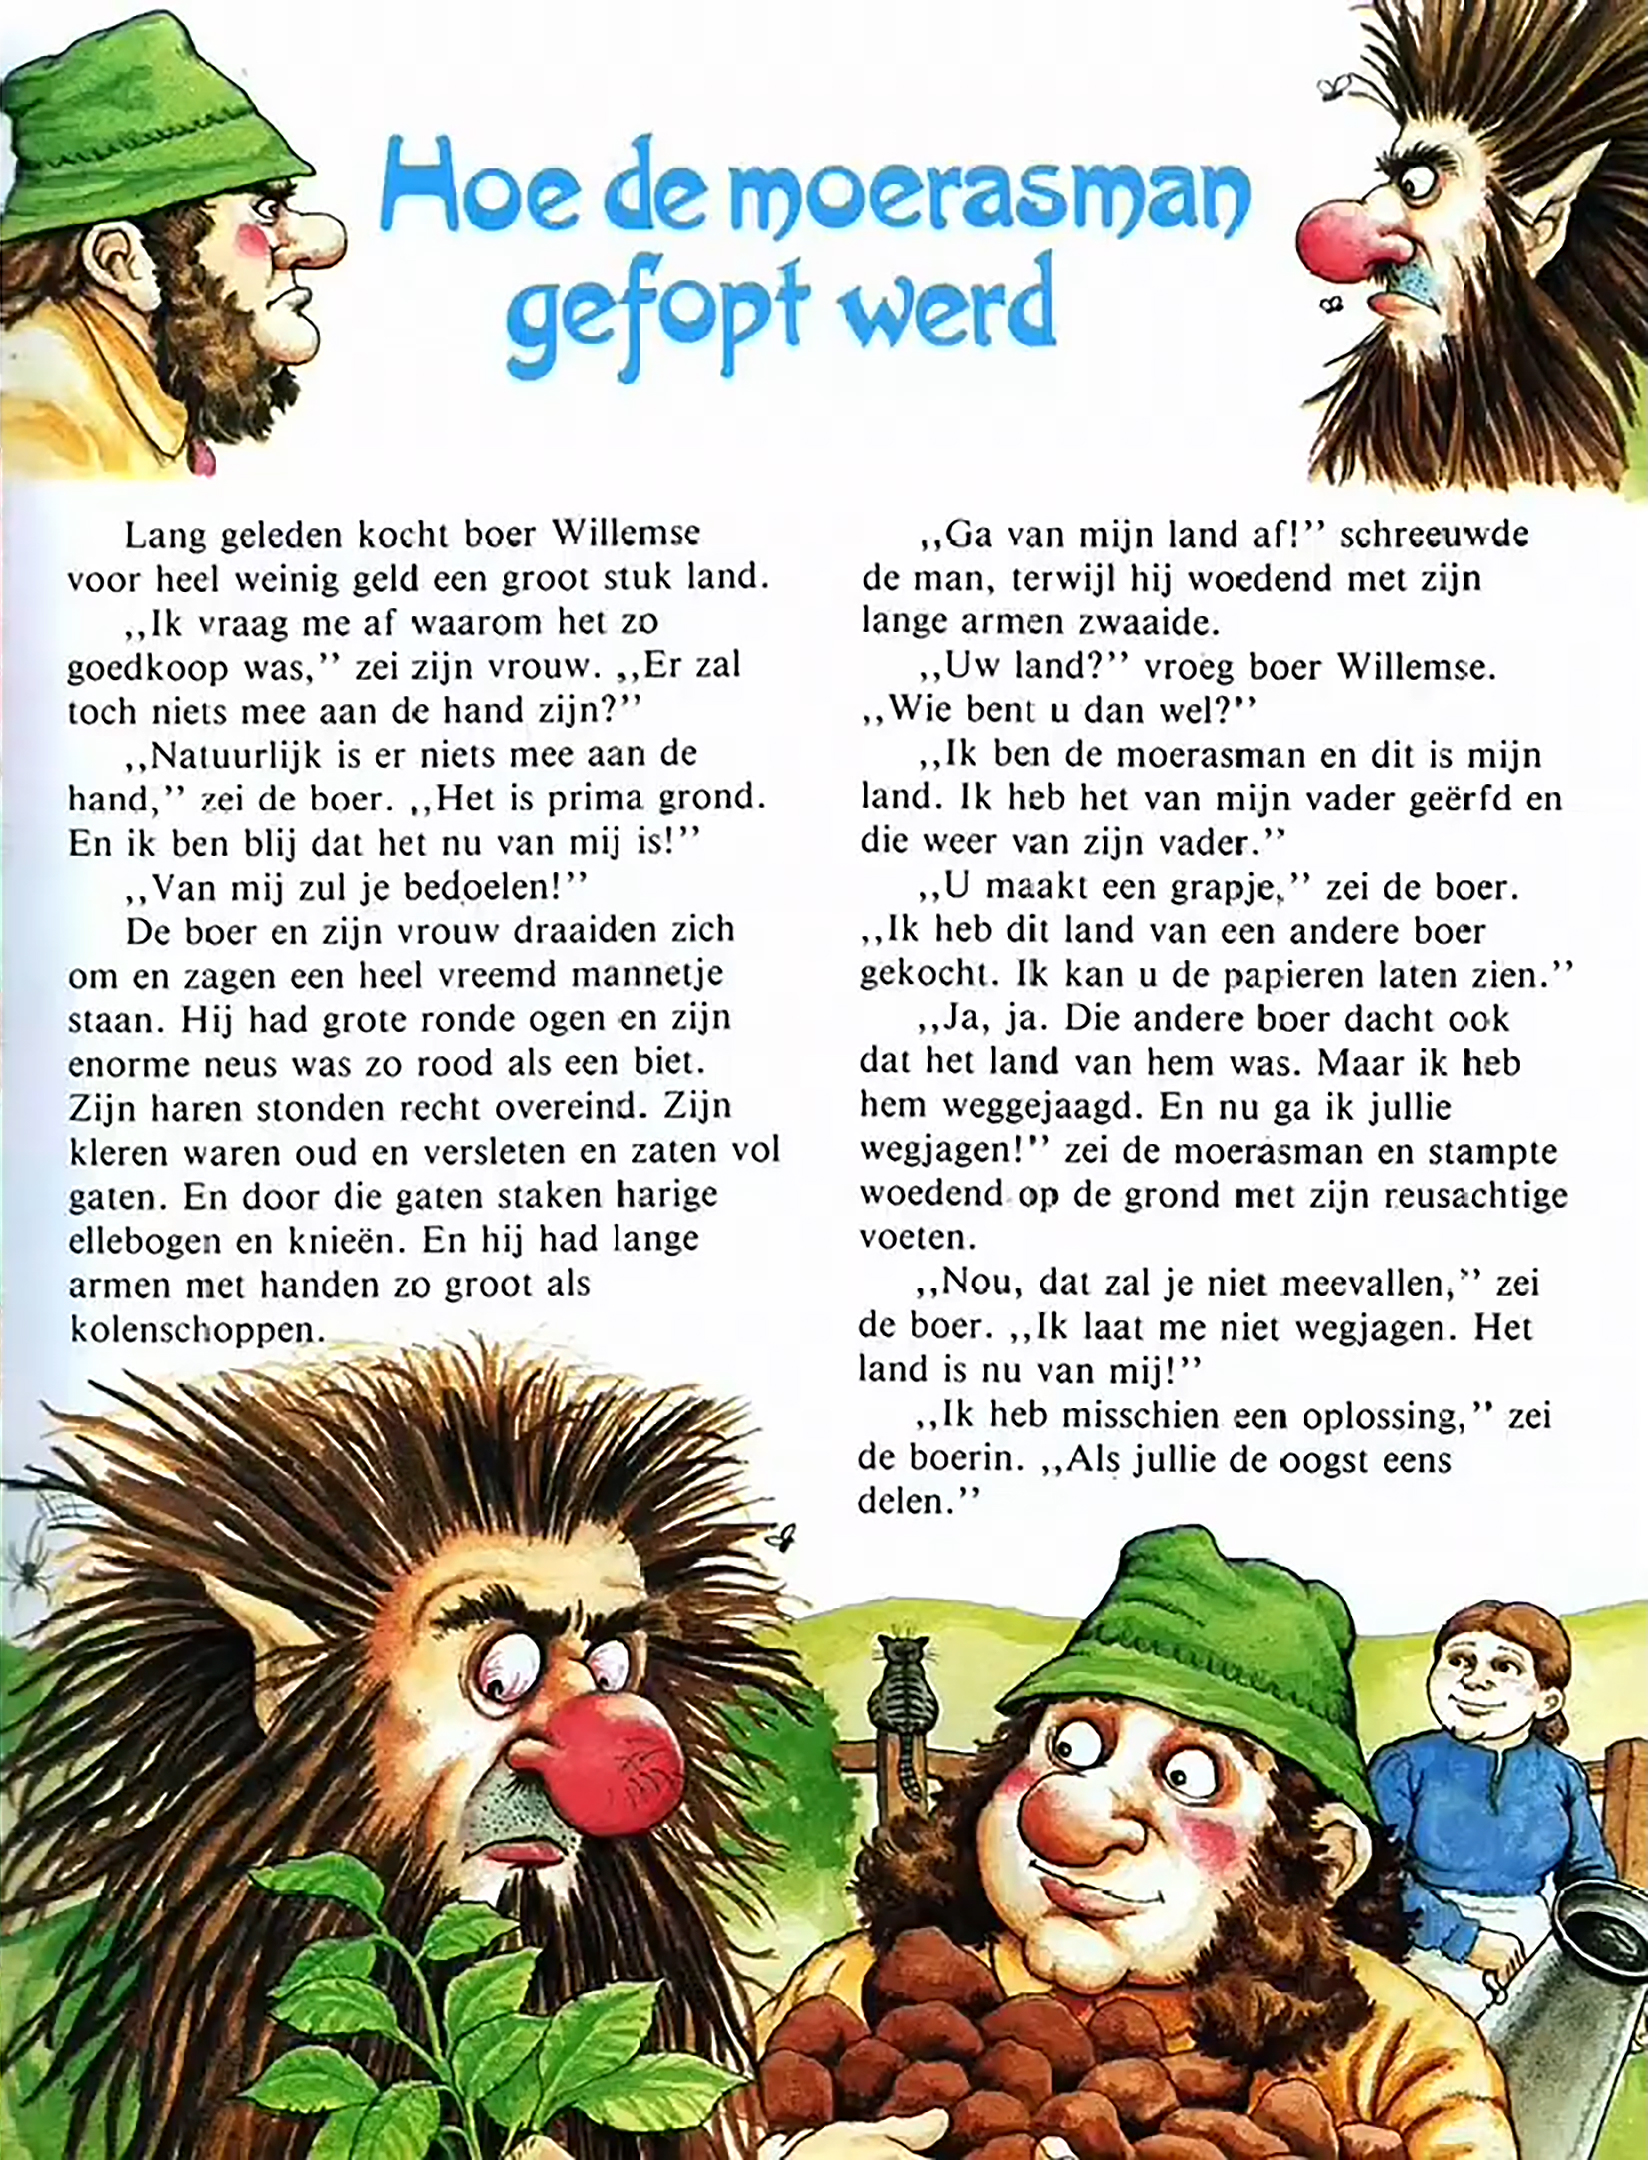 Hoe de moerasman
gefopt werd
Lang geleden kocht boer Willemse
voor heel weinig geld een groot stuk land.
,,Ik vraag me af waarom het zo
goedkoop was,” zei zijn vrouw. ,,Er zal
toch niets mee aan de hand zijn?”
,,Natuurlijk is er niets mee aan de
hand,” zei de boer. ,,Het is prima grond.
En ik ben blij dat het nu van mij is!”
,,Van mij zul je bedoelen!”
De boer en zijn vrouw draaiden zich
om en zagen een heel vreemd mannetje
staan. Hij had grote ronde ogen en zijn
enorme neus was zo rood als een biet.
Zijn haren stonden recht overeind. Zijn
kleren waren oud en versleten en zaten vol
gaten. En door die gaten staken harige
ellebogen en knieën. En hij had lange
armen met handen zo groot als
kolenschoppen.
,,Ga van mijn land af!” schreeuwde
de man, terwijl hij woedend met zijn
lange armen zwaaide.
,,Uw land?” vroeg boer Willemse.
,,Wie bent u dan wel?”
,,Ik ben de moerasman en dit is mijn
land. Ik heb het van mijn vader geërfd en
die weer van zijn vader.”
,,U maakt een grapje,” zei de boer.
,,Ik heb dit land van een andere boer
gekocht. Ik kan u de papieren laten zien.”
,,Ja, ja. Die andere boer dacht ook
dat het land van hem was. Maar ik heb
hem weggejaagd. En nu ga ik jullie
wegjagen!” zei de moerasman en stampte
woedend op de grond met zijn reusachtige
voeten.
,,Nou, dat zal je niet meevallen,” zei
de boer. ,,Ik laat me niet wegjagen. Het
land is nu van mij!”
,,Ik heb misschien een oplossing,” zei
de boerin. ,,Als jullie de oogst eens
delen.”